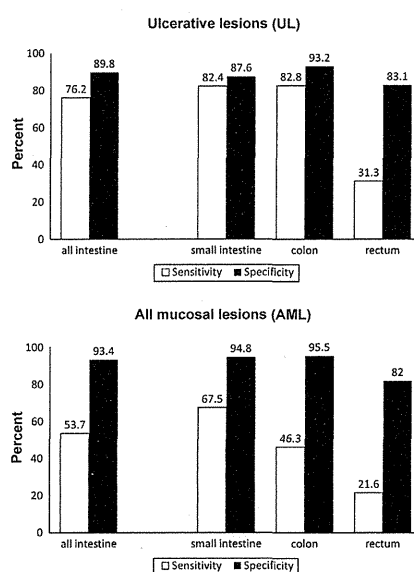 Ulcerative lesions (UL)
100
80
60
40
20
0
Percent
76.2
89.8
82.4
87.6
82.8
93.2
31.3
83.1
all intestine
small intestine
colon
rectum
Sensitivity
Specificity
All mucosal lesions (AML)
100
80
60
40
20
0
Percent
53.7
93.4
67.5
94.8
46.3
95.5
21.6
82
all intestine
small intestine
colon
rectum
Sensitivity
Specificity